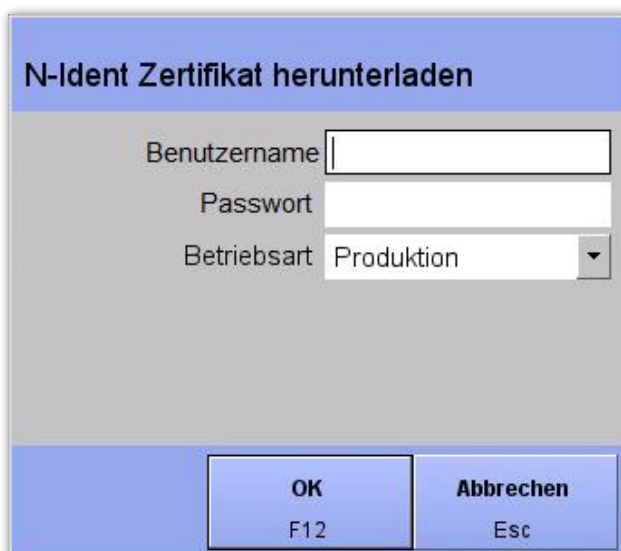 N-Ident Zertifikat herunterladen
Benutzername
Passwort
Betriebsart Produktion
OK Abbrechen
F12 Esc